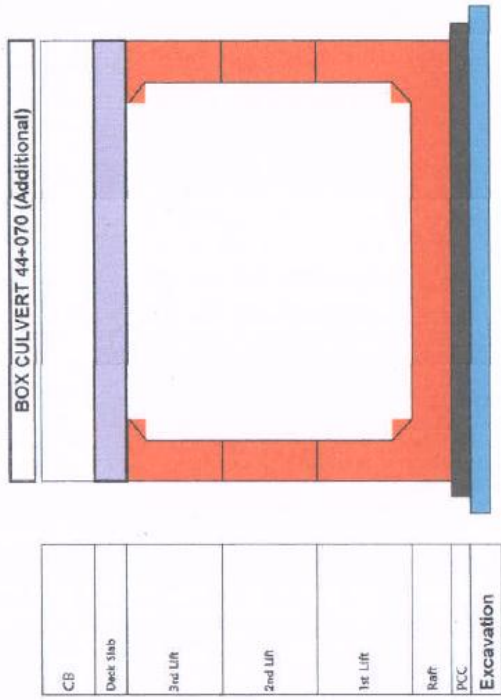 BOX CULVERT 44+070 (Additional)
CB
Deck Slab
3rd Lift
2nd Lift
1st Lift
Raft
PCC
Excavation